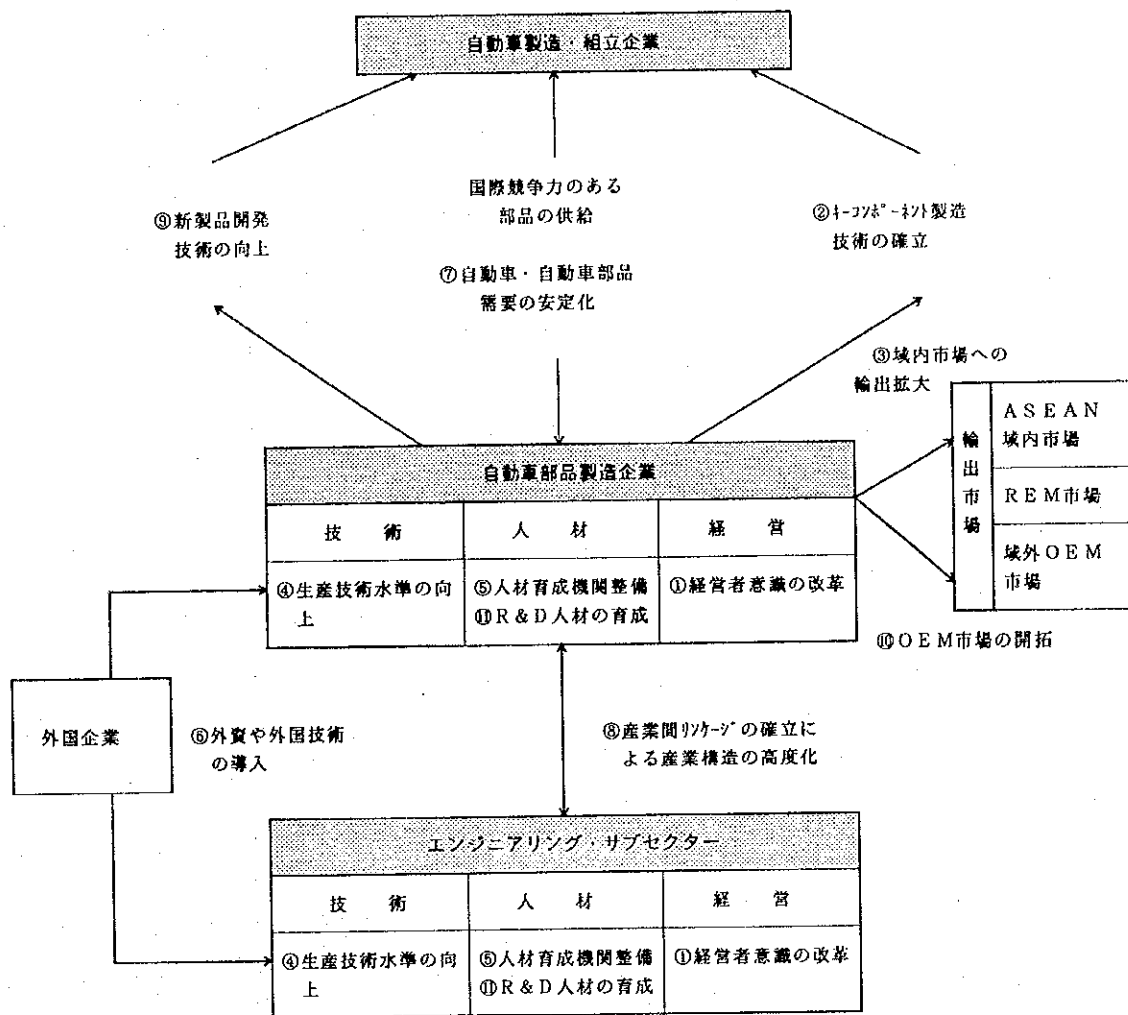 自動車製造・組立企業
国際競争力のある
部品の供給
⑨新製品開発
技術の向上
②キーコンポーネント製造
技術の確立
⑦自動車・自動車部品
需要の安定化
③域内市場への
輸出拡大
輸出市場
ASEAN
域内市場
REM市場
域外OEM
市場
⑩OEM市場の開拓
自動車部品製造企業
技 術
人 材
経 営
④生産技術水準の向
上
⑤人材育成機関整備
⑪R&D人材の育成
①経営者意識の改革
外国企業
⑥外資や外国技術
の導入
⑧産業間リンケージの確立に
よる産業構造の高度化
エンジニアリング・サブセクター
技 術
人 材
経 営
④生産技術水準の向
上
⑤人材育成機関整備
⑪R&D人材の育成
①経営者意識の改革